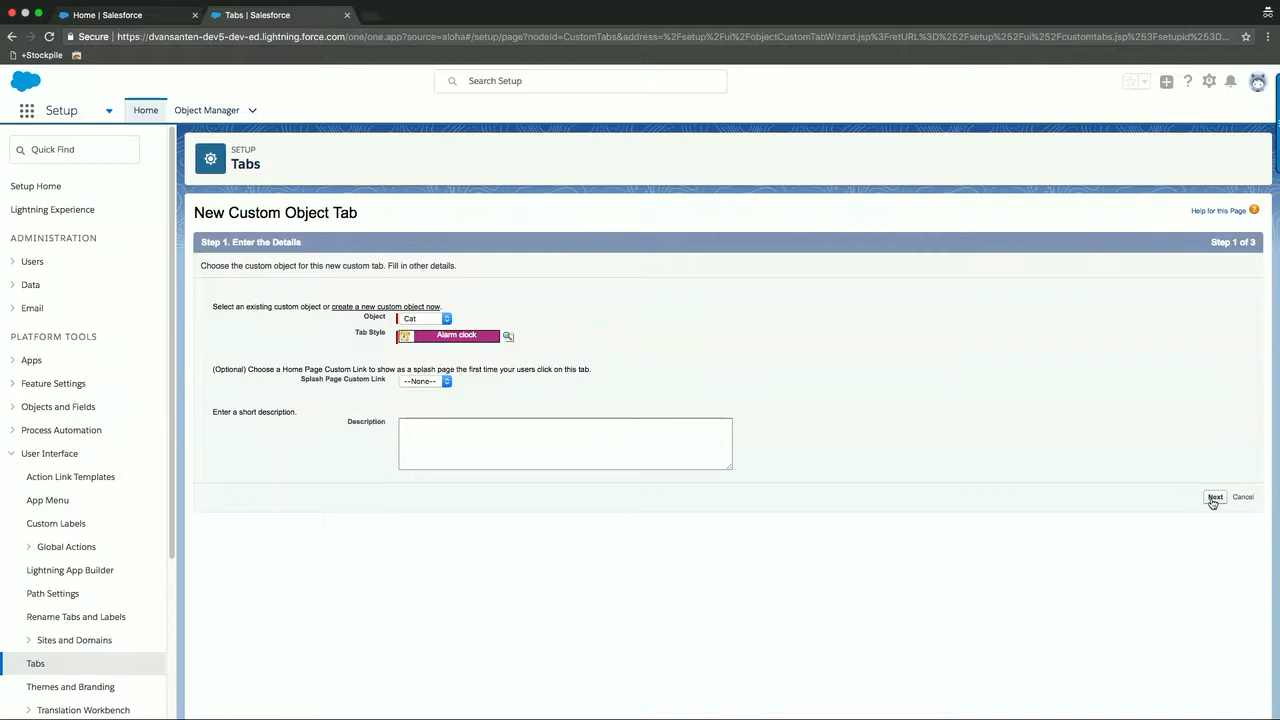 Home | Salesforce
Tabs | Salesforce
Secure
https://dvansanten-dev5-dev-ed.lightning.force.com/one/one.app?source=aloha#/setup/page?nodeId=CustomTabs&address=%2Fsetup%2Fui%2FobjectCustomTabWizard.jsp%3FretURL%3D%252Fsetup%252Fui%252Fcustomtabs.jsp%253Fsetupid%253D...
+Stockpile
Search Setup
Setup
Home
Object Manager
Quick Find
Setup Home
Lightning Experience
ADMINISTRATION
Users
Data
Email
PLATFORM TOOLS
Apps
Feature Settings
Objects and Fields
Process Automation
User Interface
Action Link Templates
App Menu
Custom Labels
Global Actions
Lightning App Builder
Path Settings
Rename Tabs and Labels
Sites and Domains
Tabs
Themes and Branding
Translation Workbench
SETUP
Tabs
New Custom Object Tab
Help for this Page
Step 1. Enter the Details
Step 1 of 3
Choose the custom object for this new custom tab. Fill in other details.
Select an existing custom object or create a new custom object now.
Object
Cat
Tab Style
Alarm clock
(Optional) Choose a Home Page Custom Link to show as a splash page the first time your users click on this tab.
Splash Page Custom Link
--None--
Enter a short description.
Description
Next
Cancel